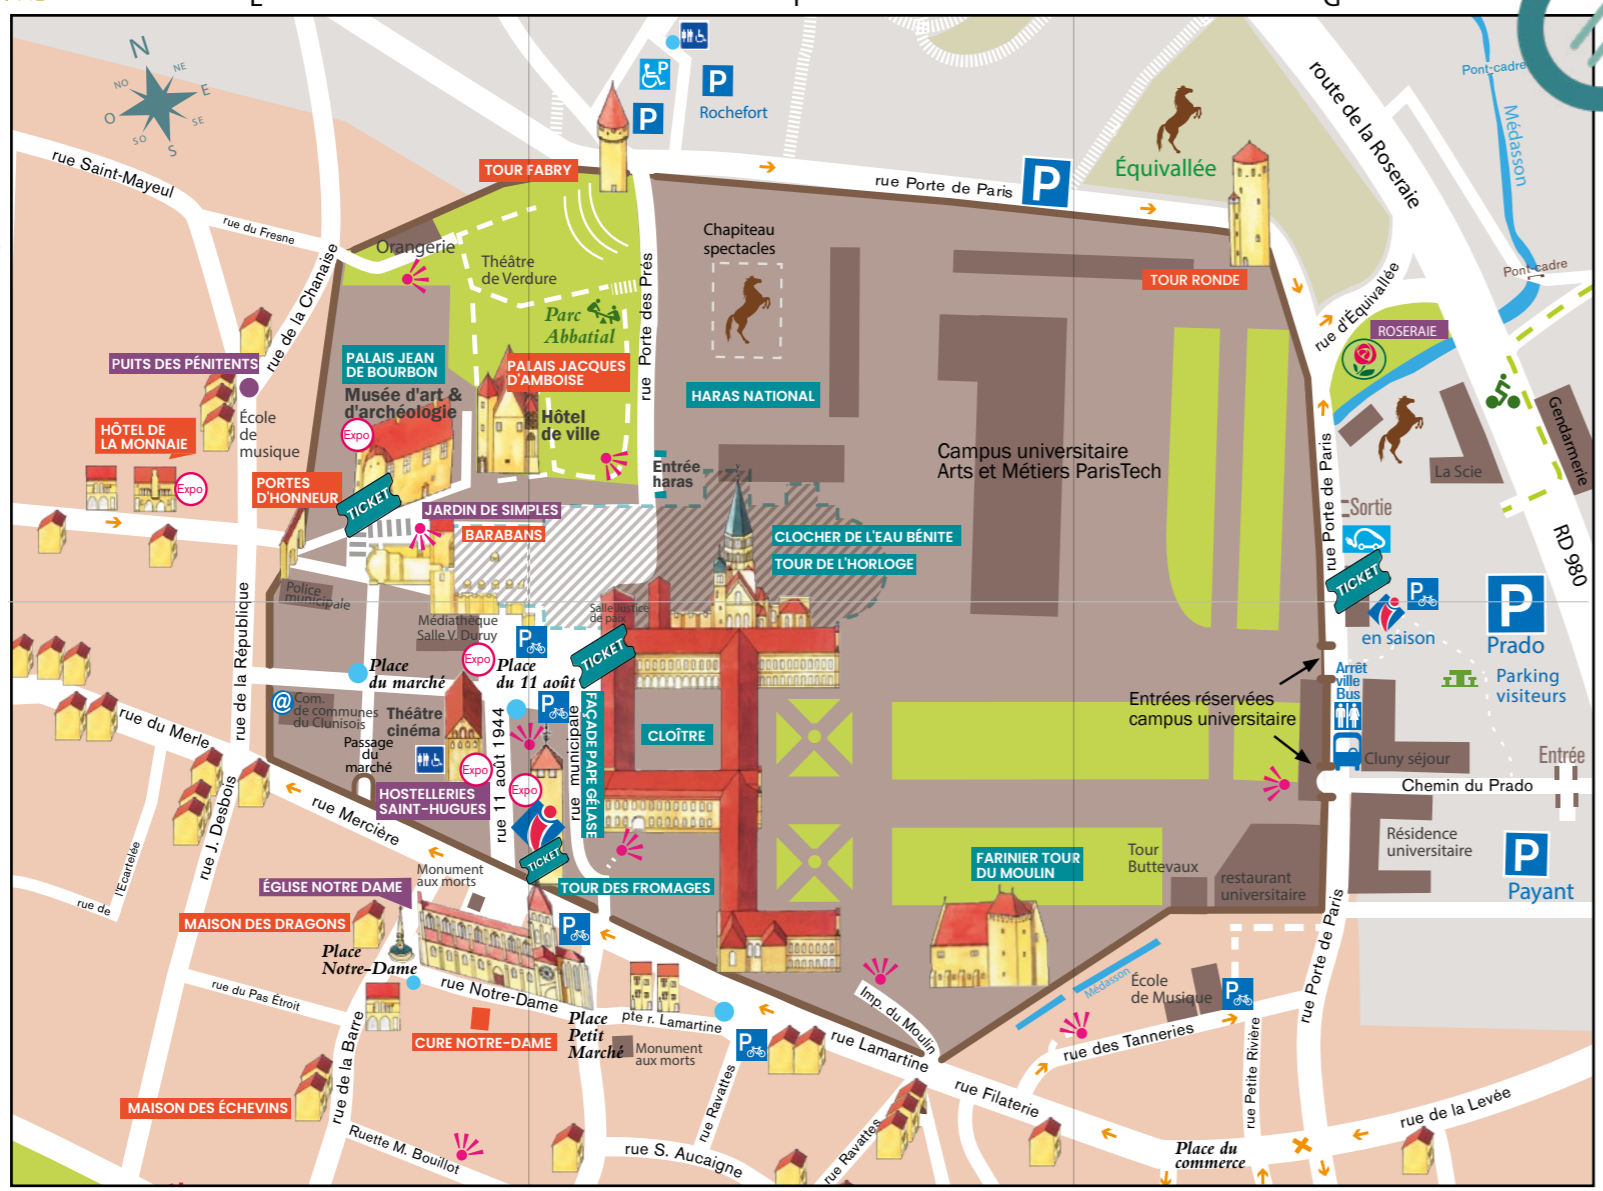 N
NO
NE
O
E
SO
SE
S
rue Saint-Mayeul
rue du Fresne
rue de la Chanaise
TOUR FABRY
P
P
P
Rochefort
rue Porte de Paris
P
Équivallée
route de la Roseraie
Pont-cadre
Médasson
Pont-cadre
TOUR RONDE
rue d'Équivallée
ROSERAIE
Orangerie
Théâtre
de Verdure
Parc
Abbatial
rue Porte des Prés
Chapiteau
spectacles
HARAS NATIONAL
Campus universitaire
Arts et Métiers ParisTech
PUITS DES PÉNITENTS
École
de
musique
HÔTEL DE
LA MONNAIE
Expo
PORTES
D'HONNEUR
PALAIS JEAN
DE BOURBON
Musée d'art &
d'archéologie
Expo
PALAIS JACQUES
D'AMBOISE
Hôtel
de ville
Entrée
haras
TICKET
JARDIN DE SIMPLES
BARABANS
CLOCHER DE L'EAU BÉNITE
TOUR DE L'HORLOGE
La Scie
Gendarmerie
rue Porte de Paris
Sortie
TICKET
P
en saison
RD 980
P
Prado
Parking
visiteurs
Arrêt
ville
Bus
Entrées réservées
campus universitaire
Cluny séjour
Entrée
Chemin du Prado
Résidence
universitaire
P
Payant
Police
municipale
Médiathèque
Salle V. Duruy
P
Salle Justice
de paix
TICKET
Expo
Place
du 11 août
Place
du marché
rue de la République
@
Com.
de communes
du Clunisois
Théâtre
cinéma
Passage
du
marché
P
rue 11 août 1944
rue municipale
FAÇADE PAPE GÉLASE
CLOÎTRE
Expo
Expo
HOSTELLERIES
SAINT-HUGUES
TICKET
TOUR DES FROMAGES
rue du Merle
rue J. Desbois
rue Mercière
rue de
l'Ecartelée
Monument
aux morts
ÉGLISE NOTRE DAME
MAISON DES DRAGONS
Place
Notre-Dame
rue du Pas Étroit
rue de la Barre
rue Notre-Dame
CURE NOTRE-DAME
P
Place
Petit
Marché
pte r. Lamartine
Monument
aux morts
P
rue Ravattes
rue Lamartine
MAISON DES ÉCHEVINS
Ruette M. Bouillot
rue S. Aucaigne
rue Ravattes
Imp. du Moulin
FARINIER TOUR
DU MOULIN
Tour
Buttevaux
restaurant
universitaire
Médasson
École
de Musique
P
rue des Tanneries
rue Filaterie
rue Petite Rivière
rue Porte de Paris
Place du
commerce
rue de la Levée